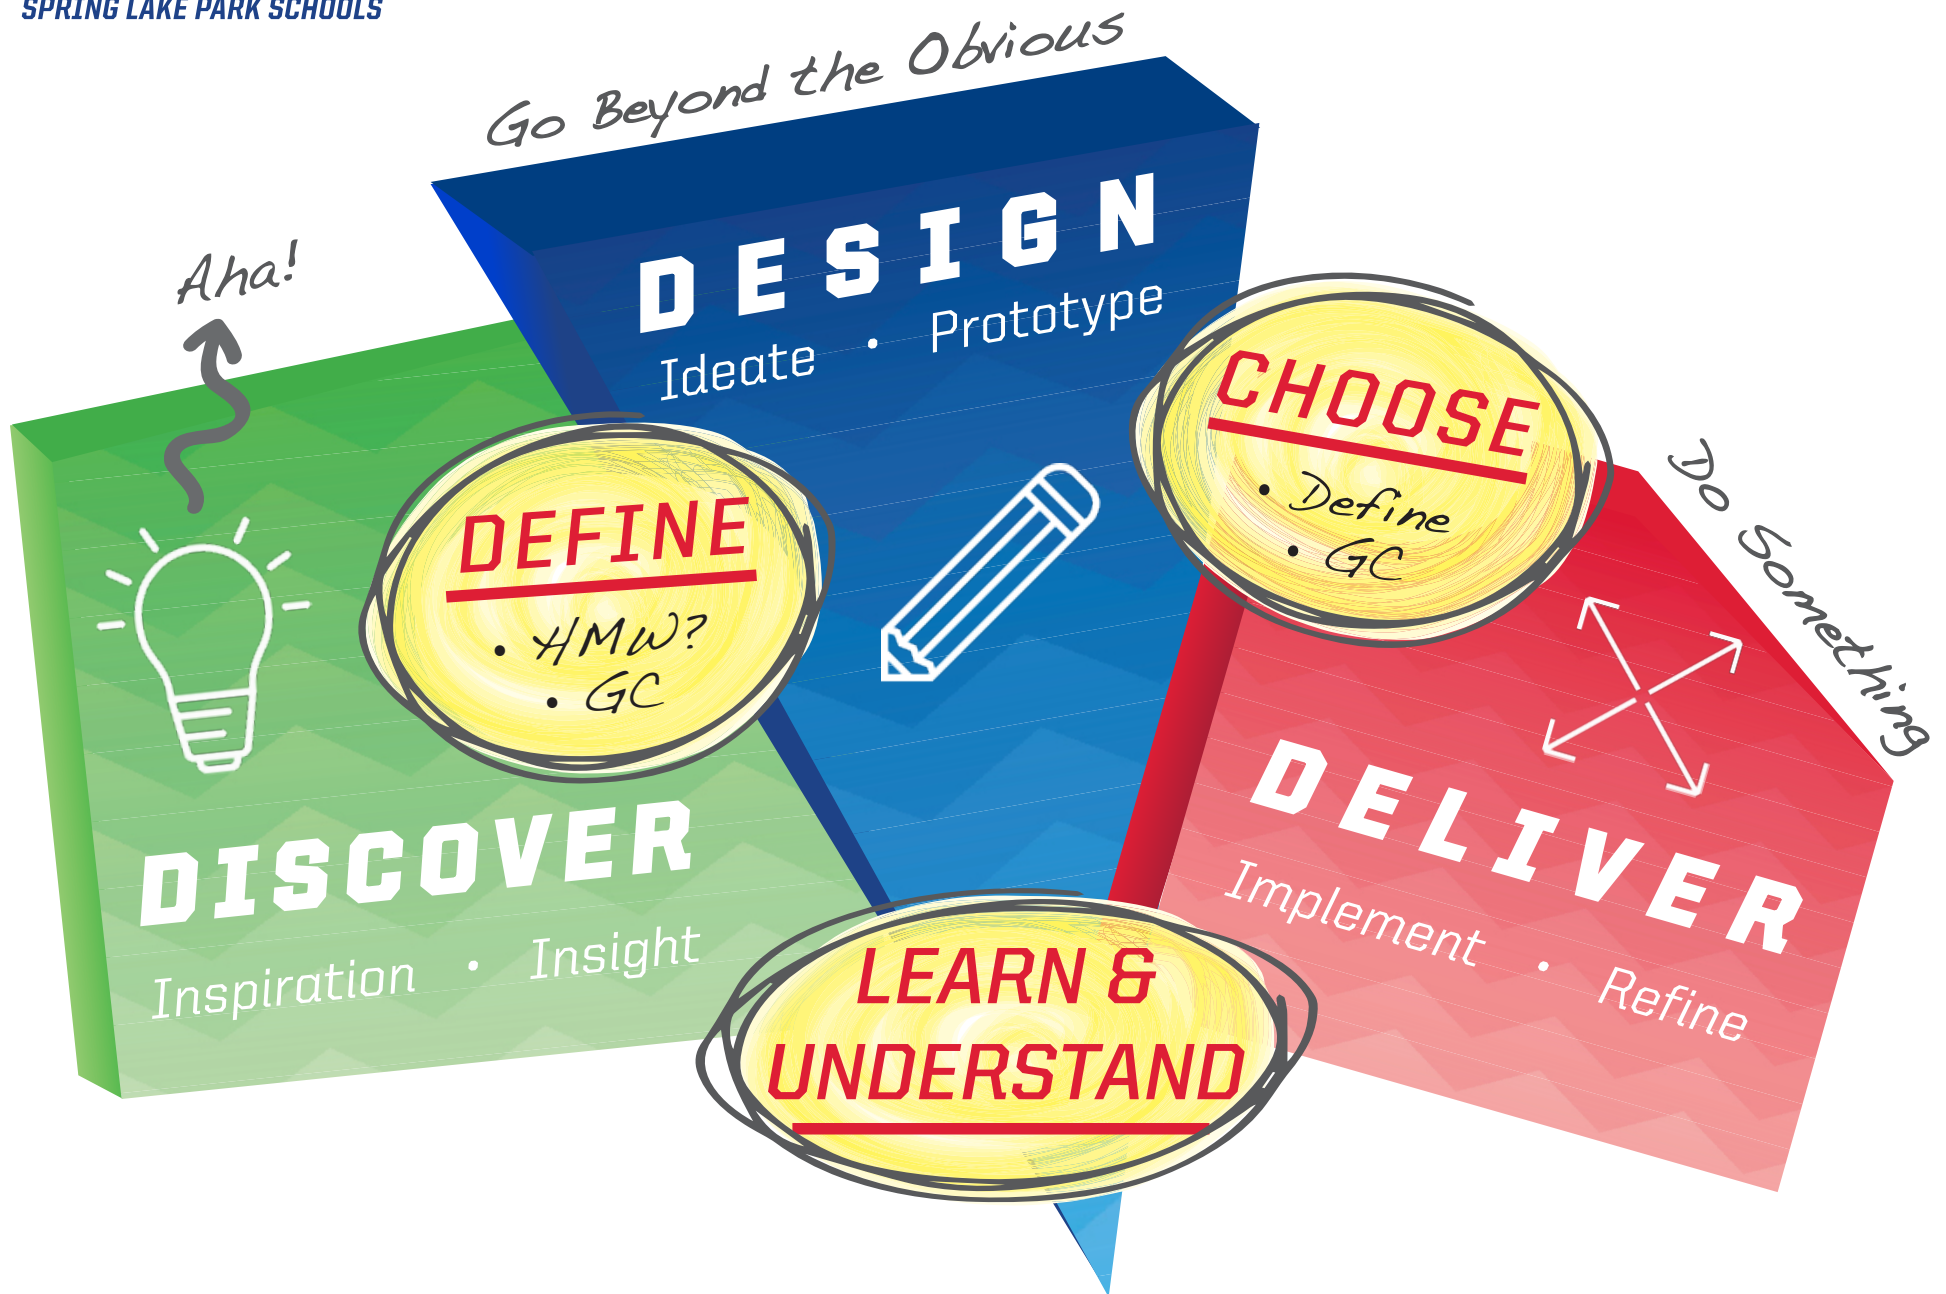 SPRING LAKE PARK SCHOOLS
Go Beyond the Obvious
Aha!
DESIGN
Ideate • Prototype
CHOOSE
• Define
• GC
DEFINE
• HMW?
• GC
Do Something
DISCOVER
Inspiration • Insight
DELIVER
Implement • Refine
LEARN &
UNDERSTAND